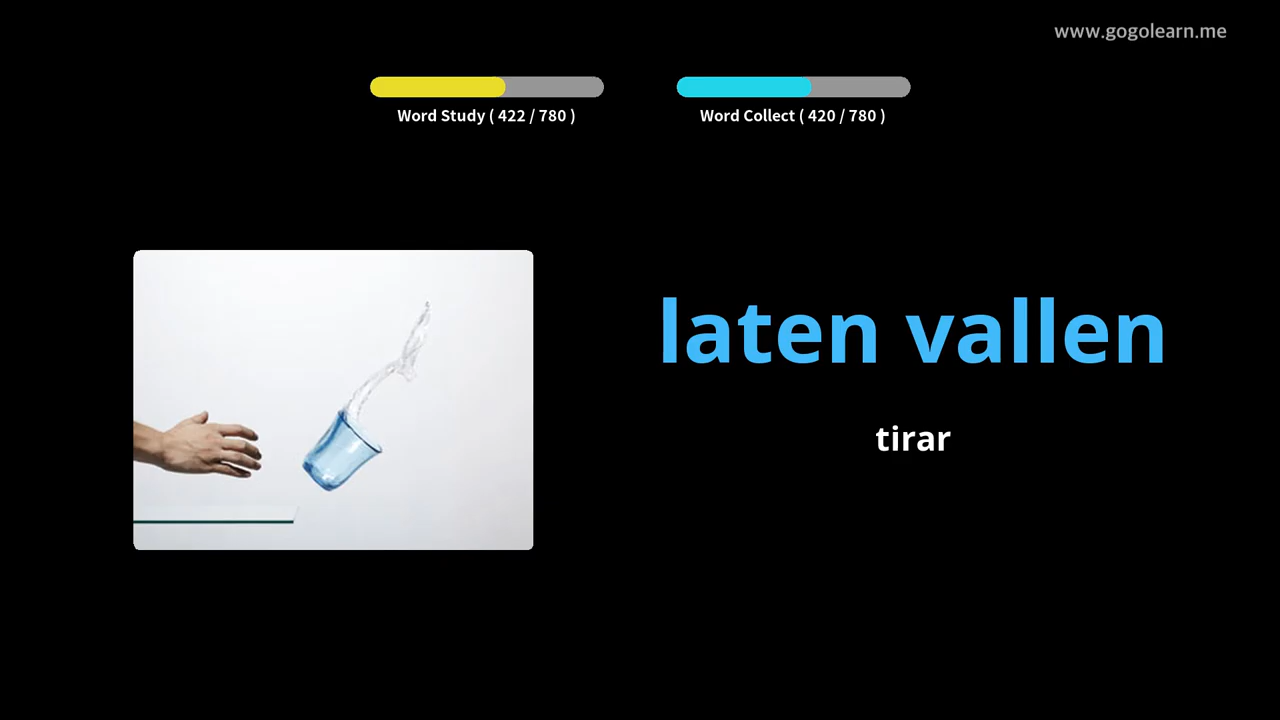 www.gogolearn.me
Word Study ( 422 / 780 )
Word Collect ( 420 / 780 )
laten vallen
tirar